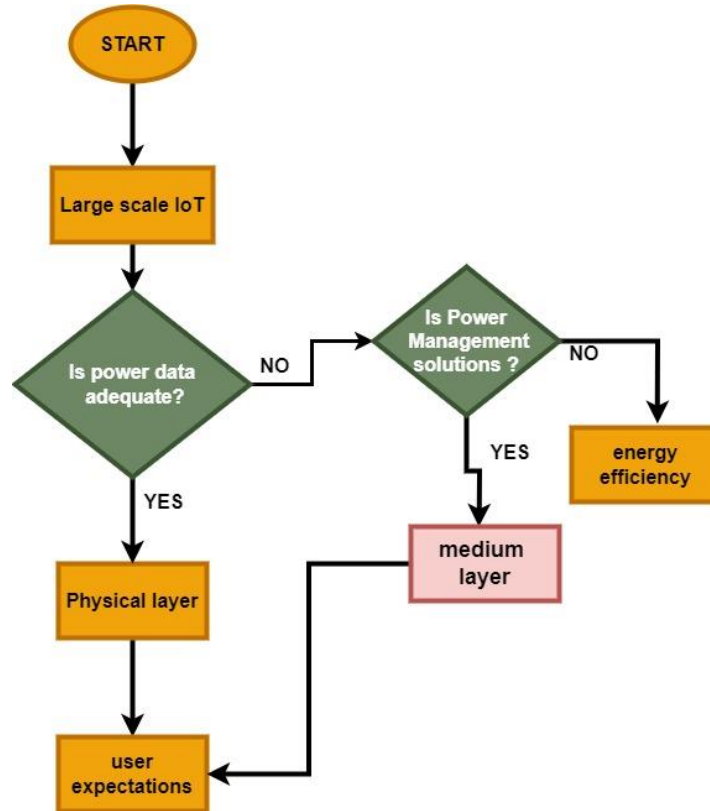 START
Large scale IoT
Is Power
Management
solutions ?
Is power data
adequate?
NO
NO
energy
efficiency
YES
YES
medium
layer
Physical layer
user
expectations